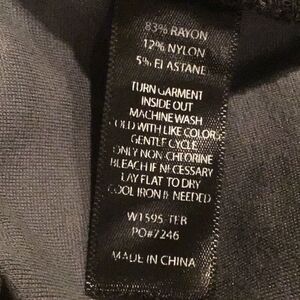 83% RAYON
12% NYLON
5% ELASTANE
TURN GARMENT
INSIDE OUT
MACHINE WASH
COLD WITH LIKE COLOR
GENTLE CYCLE
ONLY NON-CHLORINE
BLEACH IF NECESSARY
LAY FLAT TO DRY
COOL IRON IF NEEDED
W1595-TFR
PO#7246
MADE IN CHINA